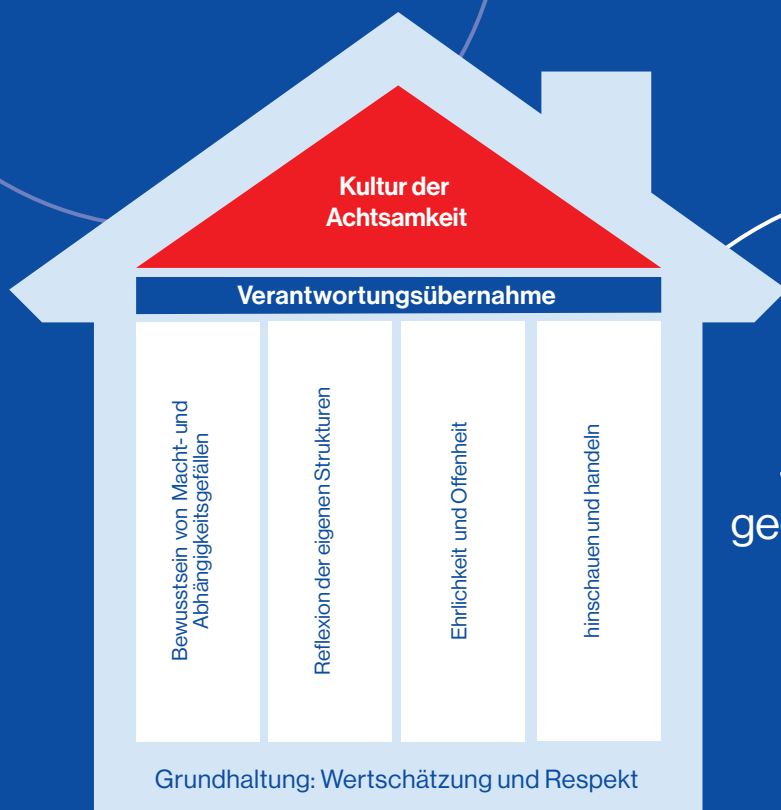 Kultur der
Achtsamkeit
Verantwortungsübernahme
Bewusstsein von Macht- und
Abhängigkeitsgefällen
Reflexion der eigenen Strukturen
Ehrlichkeit und Offenheit
hinschauen und handeln
ge
Grundhaltung: Wertschätzung und Respekt